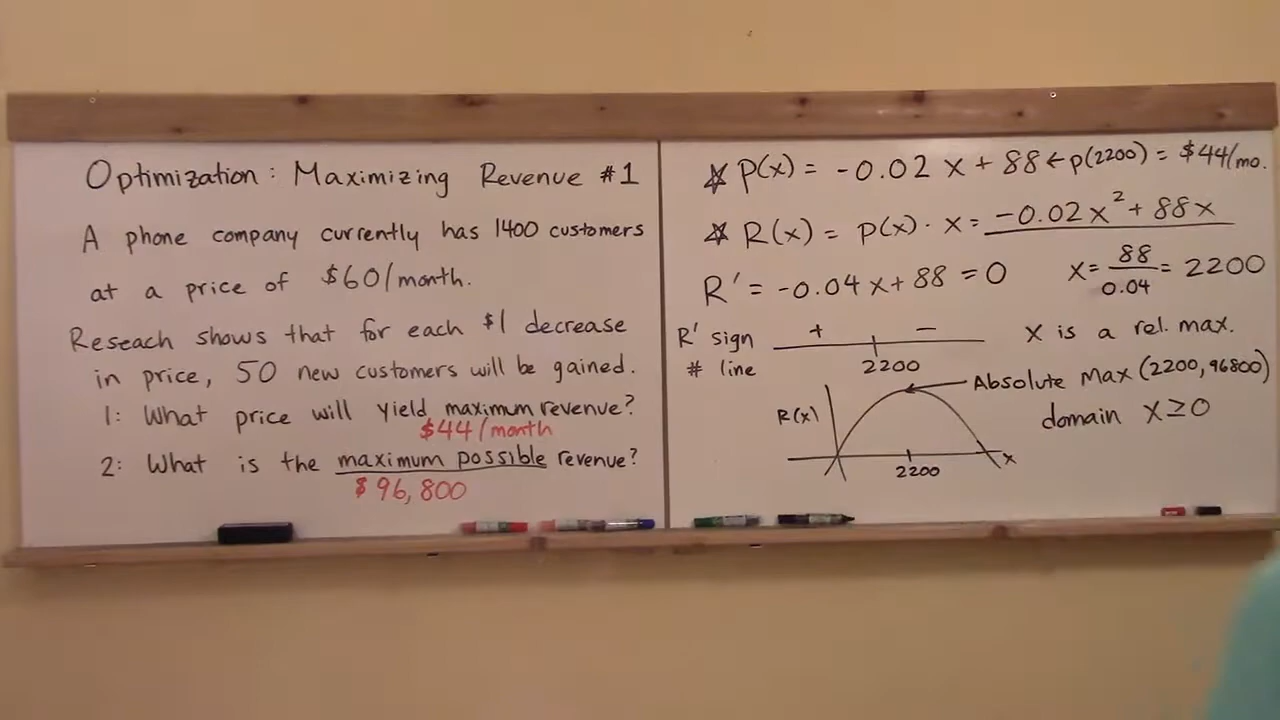 Optimization: Maximizing Revenue #1
A phone company currently has 1400 customers
at a price of $60/month.
Reseach shows that for each $1 decrease
in price, 50 new customers will be gained.
1: What price will yield maximum revenue?
$44/month
2: What is the maximum possible revenue?
$96,800
☆ p(x) = -0.02x + 88 ← p(2200) = $44/mo.
☆ R(x) = p(x) · x = -0.02x² + 88x
R' = -0.04x + 88 = 0 x = 88/0.04 = 2200
R' sign + − x is a rel. max.
# line 2200
Absolute Max (2200, 96800)
R(x) domain x ≥ 0
2200 x